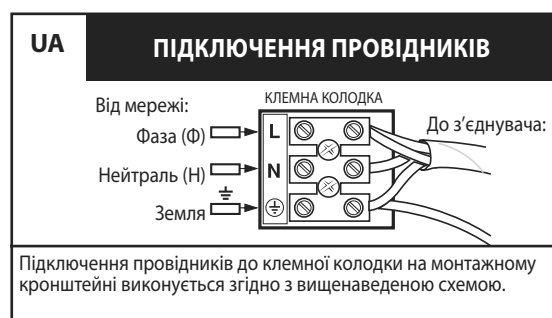 UA
ПІДКЛЮЧЕННЯ ПРОВІДНИКІВ
КЛЕМНА КОЛОДКА
Від мережі:
До з’єднувача:
Фаза (Ф)
L
Нейтраль (Н)
N
Земля
Підключення провідників до клемної колодки на монтажному
кронштейні виконується згідно з вищенаведеною схемою.